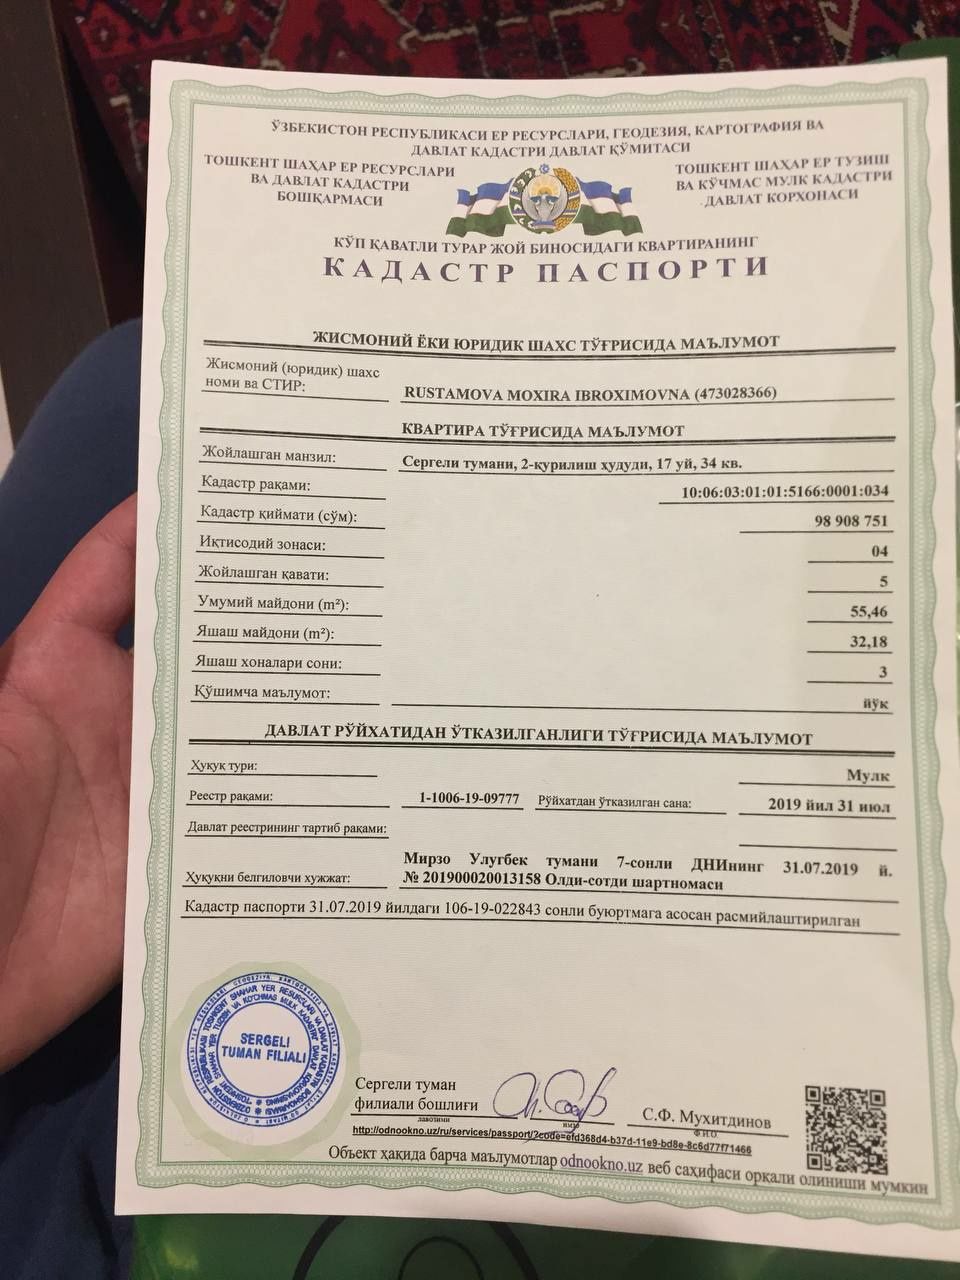 ЎЗБЕКИСТОН РЕСПУБЛИКАСИ ЕР РЕСУРСЛАРИ, ГЕОДЕЗИЯ, КАРТОГРАФИЯ ВА
ДАВЛАТ КАДАСТРИ ДАВЛАТ ҚЎМИТАСИ
ТОШКЕНТ ШАҲАР ЕР РЕСУРСЛАРИ
ВА ДАВЛАТ КАДАСТРИ
БОШҚАРМАСИ
ТОШКЕНТ ШАҲАР ЕР ТУЗИШ
ВА КЎЧМАС МУЛК КАДАСТРИ
ДАВЛАТ КОРХОНАСИ
КЎП ҚАВАТЛИ ТУРАР ЖОЙ БИНОСИДАГИ КВАРТИРАНИНГ
КАДАСТР ПАСПОРТИ
ЖИСМОНИЙ ЁКИ ЮРИДИК ШАХС ТЎҒРИСИДА МАЪЛУМОТ
Жисмоний (юридик) шахс
номи ва СТИР:
RUSTAMOVA MOXIRA IBROXIMOVNA (473028366)
КВАРТИРА ТЎҒРИСИДА МАЪЛУМОТ
Жойлашган манзил: Сергели тумани, 2-қурилиш ҳудуди, 17 уй, 34 кв.
Кадастр рақами: 10:06:03:01:01:5166:0001:034
Кадастр қиймати (сўм): 98 908 751
Иқтисодий зонаси: 04
Жойлашган қавати: 5
Умумий майдони (m²): 55,46
Яшаш майдони (m²): 32,18
Яшаш хоналари сони: 3
Қўшимча маълумот: йўқ
ДАВЛАТ РЎЙХАТИДАН ЎТКАЗИЛГАНЛИГИ ТЎҒРИСИДА МАЪЛУМОТ
Ҳуқуқ тури: Мулк
Реестр рақами: 1-1006-19-09777 Рўйхатдан ўтказилган сана: 2019 йил 31 июл
Давлат реестрининг тартиб рақами:
Ҳуқуқни белгиловчи ҳужжат:
Мирзо Улугбек тумани 7-сонли ДНИнинг 31.07.2019 й.
№ 201900020013158 Олди-сотди шартномаси
Кадастр паспорти 31.07.2019 йилдаги 106-19-022843 сонли буюртмага асосан расмийлаштирилган
SERGELI
TUMAN FILIALI
Сергели туман
филиали бошлиғи
С.Ф. Мухитдинов
имзо
Ф.И.О.
http://odnookno.uz/ru/services/passport/?code=efd368d4-b37d-11e9-bd8e-8c6d77f71466
Объект ҳақида барча маълумотлар odnookno.uz веб саҳифаси орқали олиниши мумкин